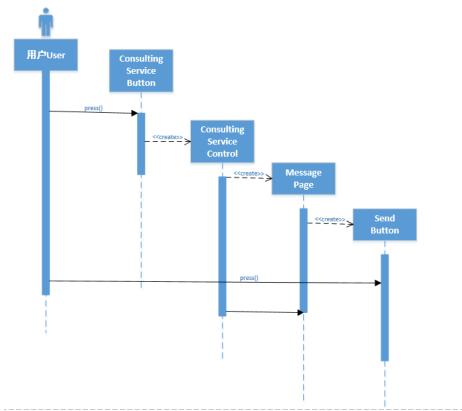 用户User
Consulting
Service
Button
press()
Consulting
Service
Control
<<create>>
Message
Page
<<create>>
Send
Button
<<create>>
press()